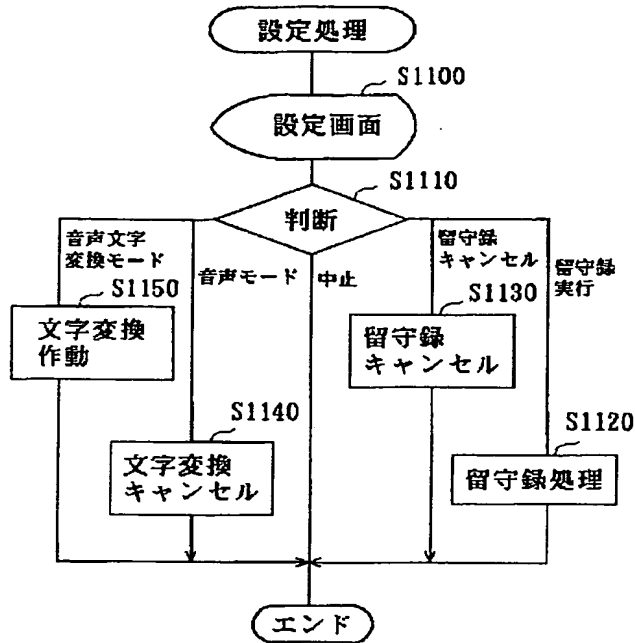 設定処理
S1100
設定画面
S1110
判断
音声文字
変換モード
音声モード
中止
留守録
キャンセル
留守録
実行
S1150
文字変換
作動
S1130
留守録
キャンセル
S1140
文字変換
キャンセル
S1120
留守録処理
エンド